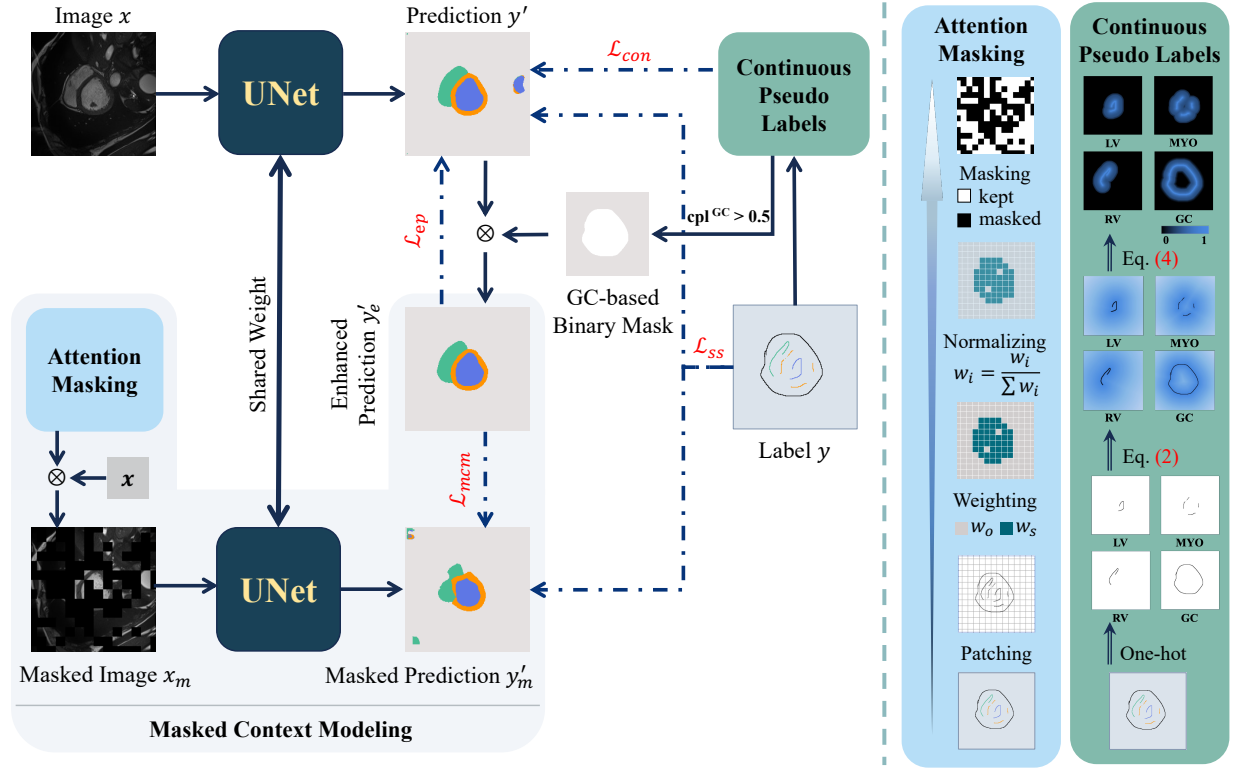 Image x
Prediction y′
UNet
ℒcon
Continuous
Pseudo
Labels
ℒep
⊗
cpl GC > 0.5
GC-based
Binary Mask
Shared Weight
Enhanced
Prediction y′e
ℒss
Label y
Attention
Masking
⊗
x
ℒmcm
UNet
Masked Image xm
Masked Prediction y′m
Masked Context Modeling
Attention
Masking
Masking
kept
masked
Normalizing
wi = wi / ∑ wi
Weighting
wo ws
Patching
Continuous
Pseudo Labels
LV MYO
RV GC
0 1
Eq. (4)
LV MYO
RV GC
Eq. (2)
LV MYO
RV GC
One-hot